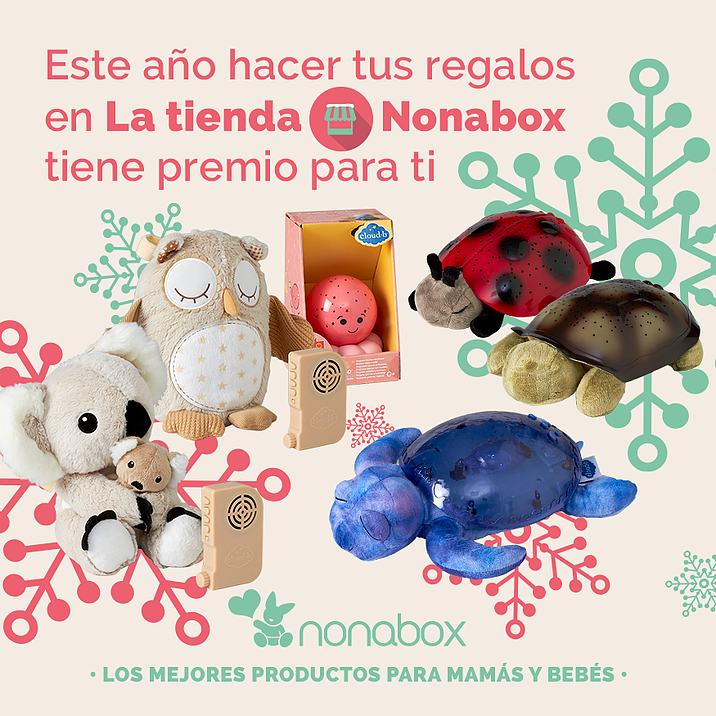 Este año hacer tus regalos
en La tienda Nonabox
tiene premio para ti
cloud·b
nonabox
• LOS MEJORES PRODUCTOS PARA MAMÁS Y BEBÉS •